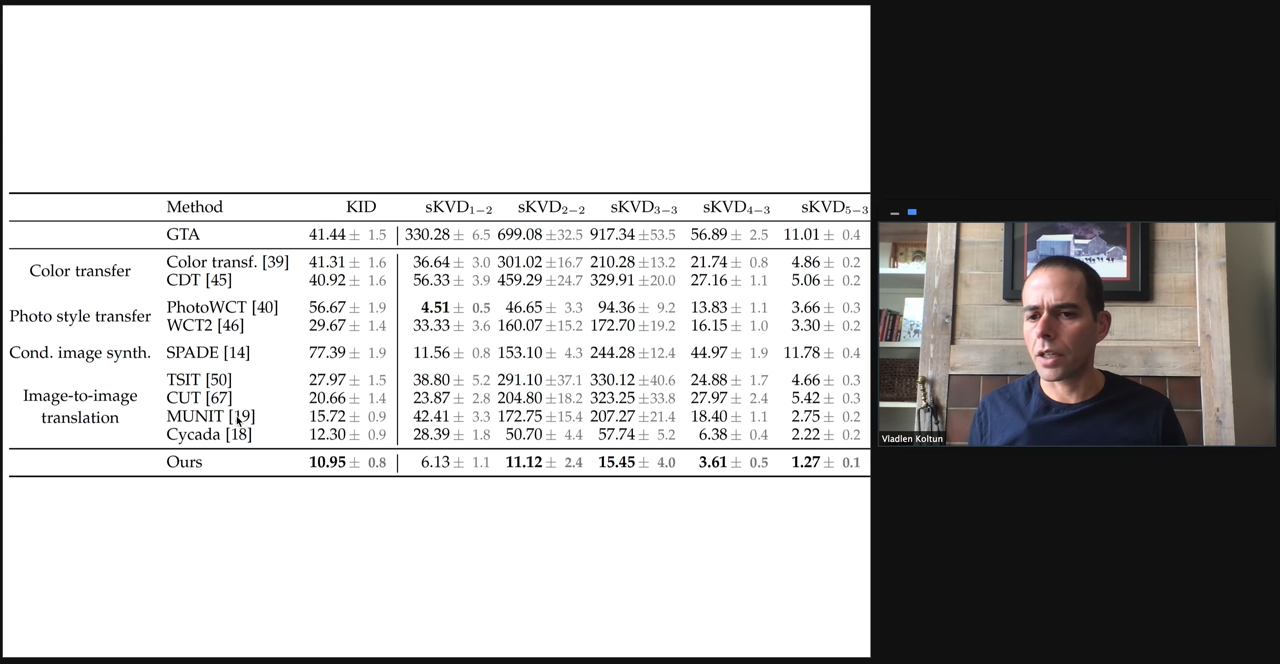 Method KID sKVD1−2 sKVD2−2 sKVD3−3 sKVD4−3 sKVD5−3
GTA 41.44 ± 1.5 330.28 ± 6.5 699.08 ±32.5 917.34 ±53.5 56.89 ± 2.5 11.01 ± 0.4
Color transfer
Color transf. [39] 41.31 ± 1.1 36.64 ± 3.0 301.02 ±16.7 210.28 ±13.2 21.74 ± 0.8 4.86 ± 0.2
CDT [45] 40.92 ± 1.6 56.33 ± 3.9 459.29 ±24.7 329.91 ±20.0 27.16 ± 1.1 5.06 ± 0.2
Photo style transfer
PhotoWCT [40] 56.67 ± 1.9 4.51 ± 0.5 46.65 ± 3.3 94.36 ± 9.2 13.83 ± 1.1 3.66 ± 0.3
WCT2 [46] 29.67 ± 1.4 33.33 ± 3.6 160.07 ±15.2 172.70 ±19.2 16.15 ± 1.0 3.30 ± 0.2
Cond. image synth. SPADE [14] 77.39 ± 1.9 11.56 ± 0.8 153.10 ± 4.3 244.28 ±12.4 44.97 ± 1.9 11.78 ± 0.4
Image-to-image
translation
TSIT [50] 27.97 ± 1.5 38.80 ± 5.2 291.10 ±37.1 330.12 ±40.6 24.88 ± 1.7 4.66 ± 0.3
CUT [67] 20.66 ± 1.4 23.87 ± 2.8 204.80 ±18.2 323.25 ±33.8 27.97 ± 2.4 5.42 ± 0.3
MUNIT [19] 15.72 ± 0.9 42.41 ± 3.3 172.75 ±15.4 207.27 ±21.4 18.40 ± 1.1 2.75 ± 0.2
Cycada [18] 12.30 ± 0.9 28.39 ± 1.8 50.70 ± 4.4 57.74 ± 5.2 6.38 ± 0.4 2.22 ± 0.2
Ours 10.95 ± 0.8 6.13 ± 1.1 11.12 ± 2.4 15.45 ± 4.0 3.61 ± 0.5 1.27 ± 0.1
Vladlen Koltun